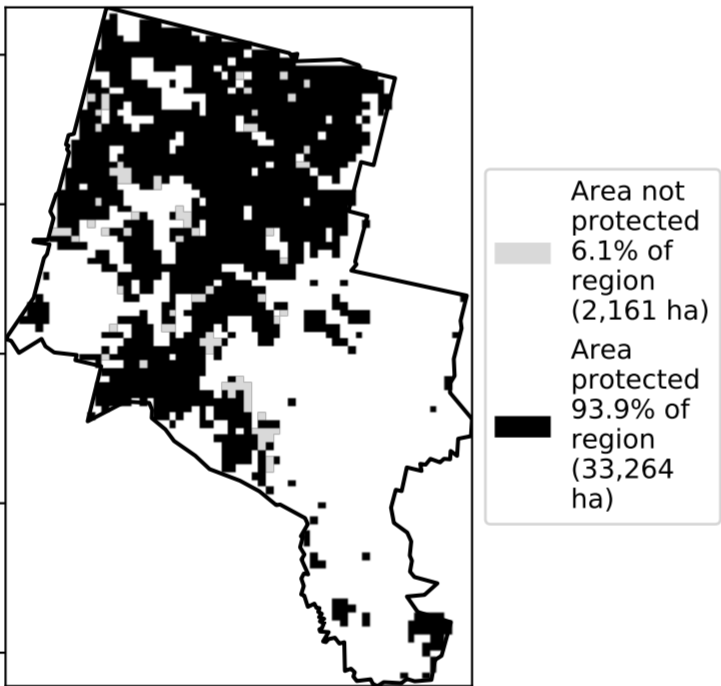 Area not
protected
6.1% of
region
(2,161 ha)
Area
protected
93.9% of
region
(33,264
ha)